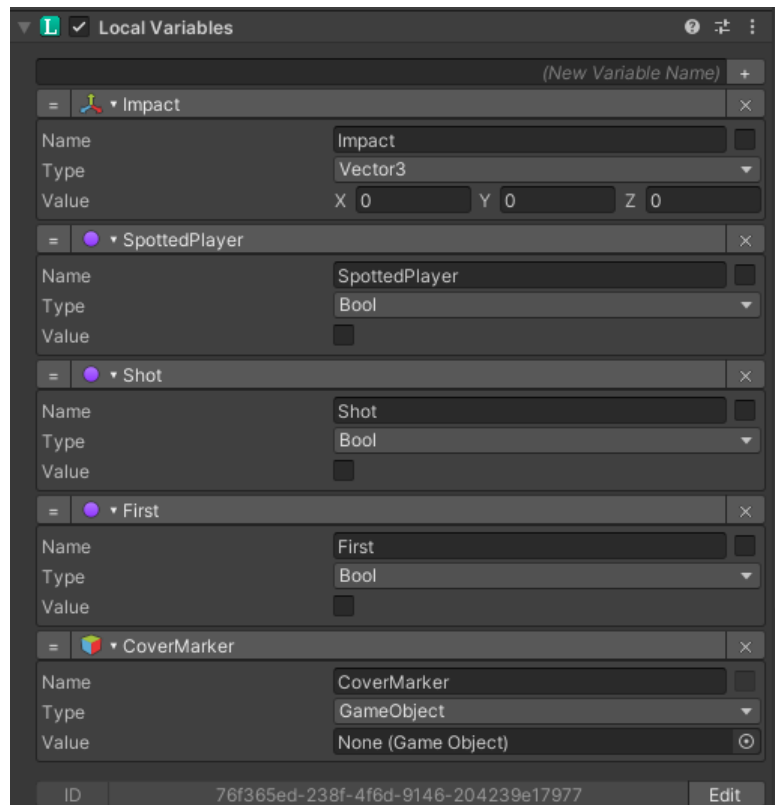 L Local Variables
(New Variable Name) +
= Impact ×
Name Impact
Type Vector3
Value X 0 Y 0 Z 0
= SpottedPlayer ×
Name SpottedPlayer
Type Bool
Value
= Shot ×
Name Shot
Type Bool
Value
= First ×
Name First
Type Bool
Value
= CoverMarker ×
Name CoverMarker
Type GameObject
Value None (Game Object)
ID 76f365ed-238f-4f6d-9146-204239e17977 Edit